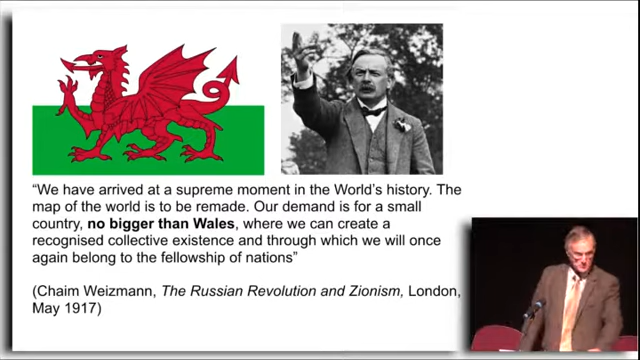 “We have arrived at a supreme moment in the World’s history. The
map of the world is to be remade. Our demand is for a small
country, no bigger than Wales, where we can create a
recognised collective existence and through which we will once
again belong to the fellowship of nations”
(Chaim Weizmann, The Russian Revolution and Zionism, London,
May 1917)